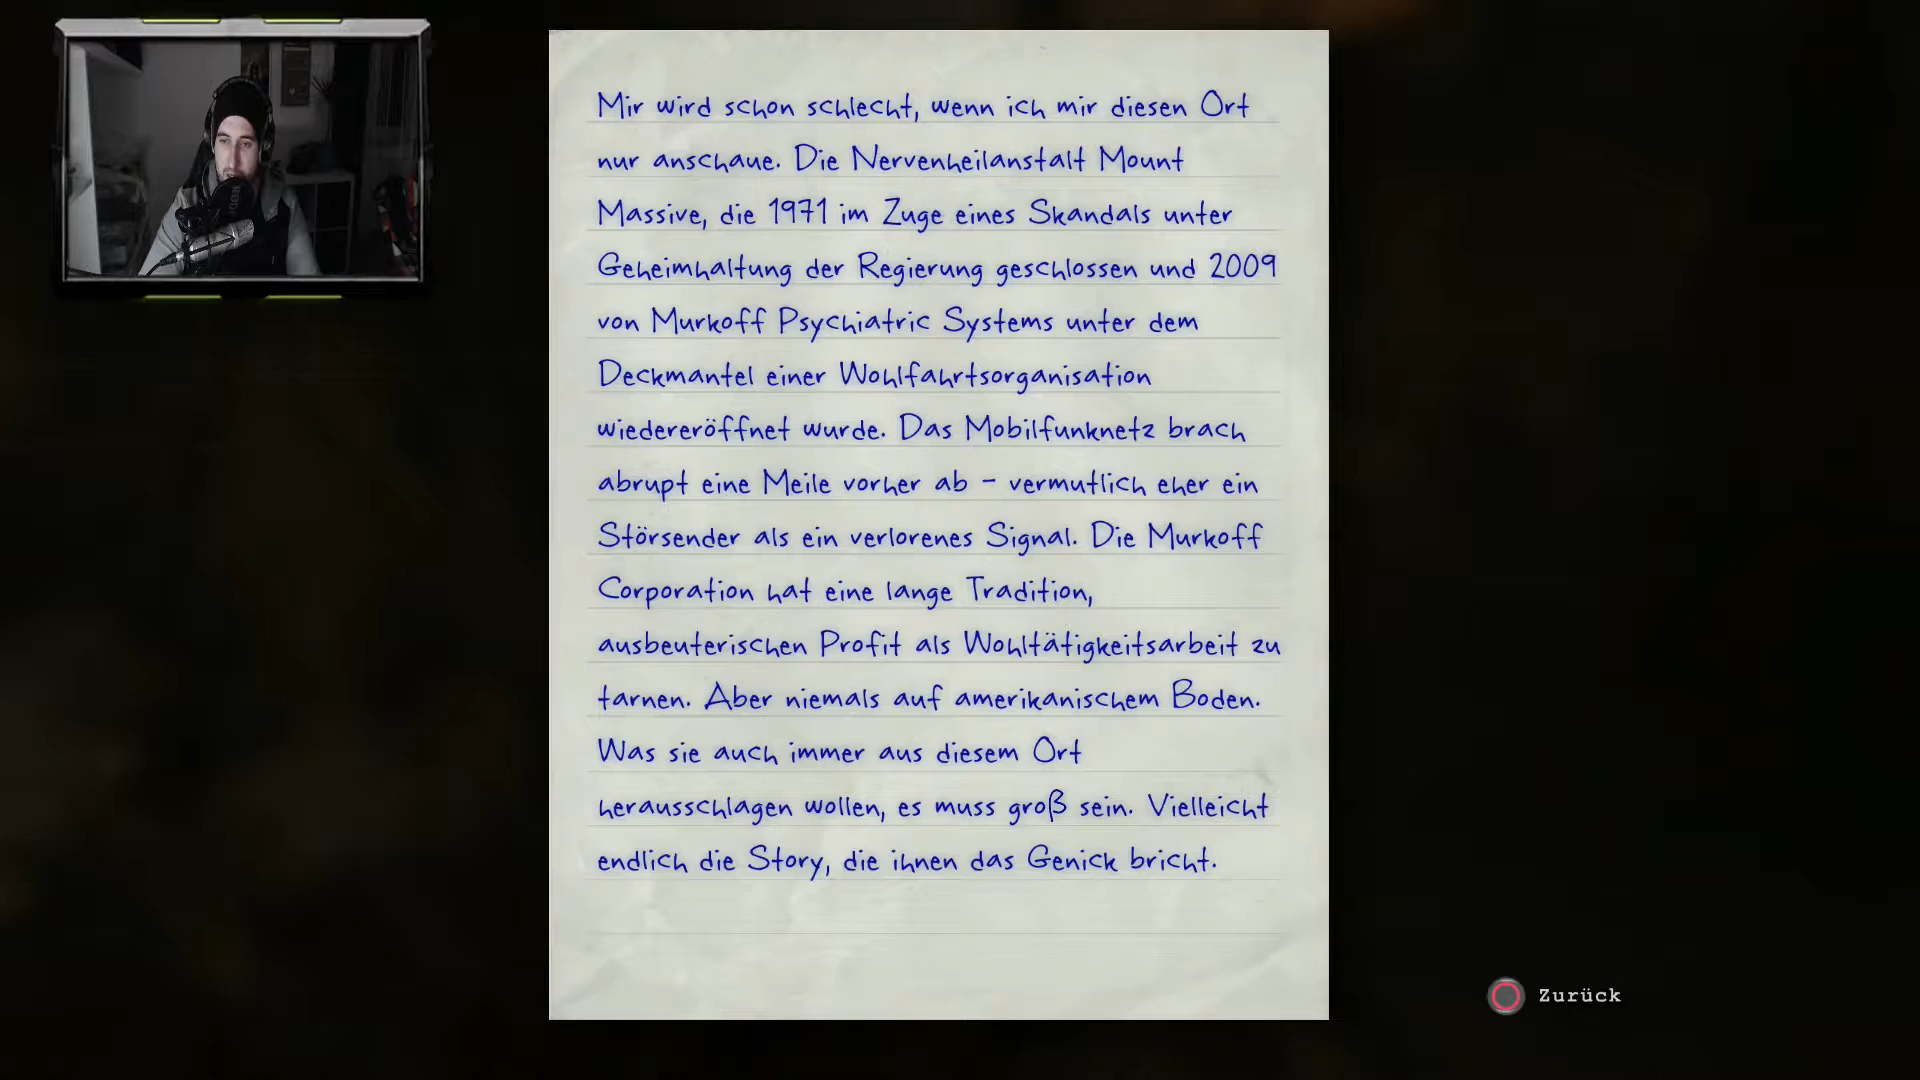 Mir wird schon schlecht, wenn ich mir diesen Ort
nur anschaue. Die Nervenheilanstalt Mount
Massive, die 1971 im Zuge eines Skandals unter
Geheimhaltung der Regierung geschlossen und 2009
von Murkoff Psychiatric Systems unter dem
Deckmantel einer Wohlfahrtsorganisation
wiedereröffnet wurde. Das Mobilfunknetz brach
abrupt eine Meile vorher ab - vermutlich eher ein
Störsender als ein verlorenes Signal. Die Murkoff
Corporation hat eine lange Tradition,
ausbeuterischen Profit als Wohltätigkeitsarbeit zu
tarnen. Aber niemals auf amerikanischem Boden.
Was sie auch immer aus diesem Ort
herausschlagen wollen, es muss groß sein. Vielleicht
endlich die Story, die ihnen das Genick bricht.
Zurück